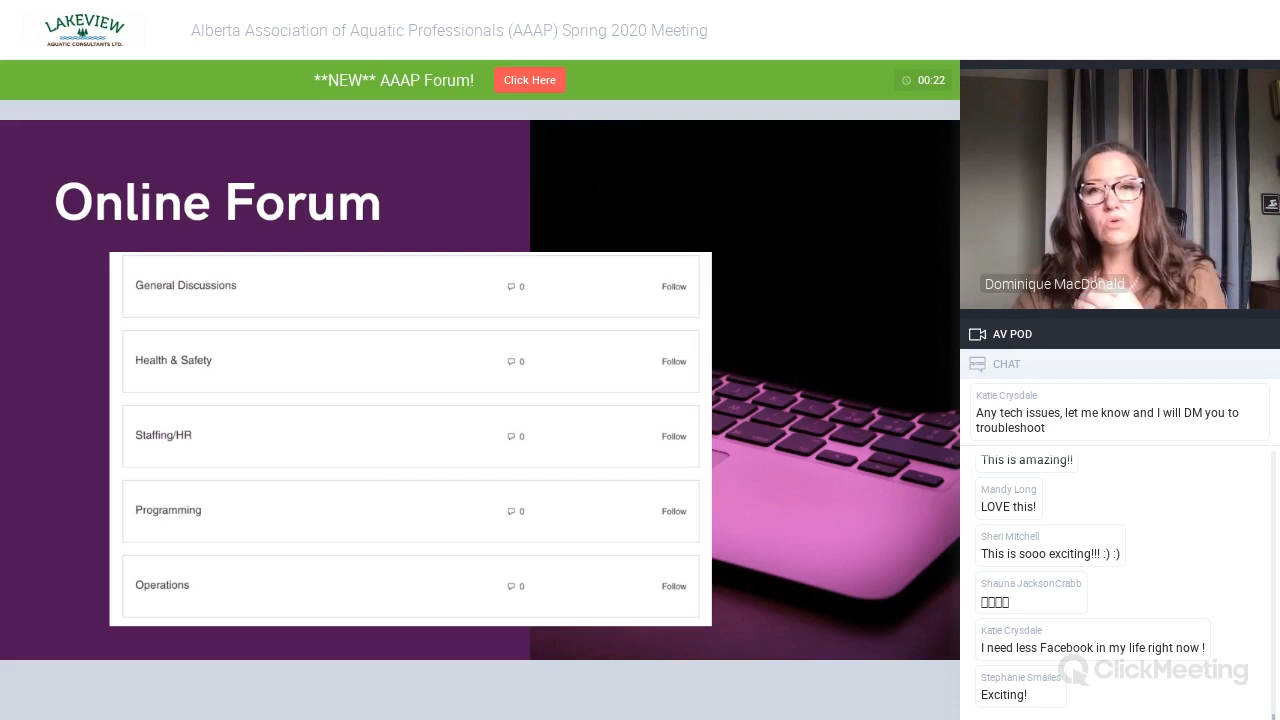 LAKEVIEW
AQUATIC CONSULTANTS LTD.
Alberta Association of Aquatic Professionals (AAAP) Spring 2020 Meeting
**NEW** AAAP Forum!
Click Here
00:22
Online Forum
General Discussions 0 Follow
Health & Safety 0 Follow
Staffing/HR 0 Follow
Programming 0 Follow
Operations 0 Follow
Dominique MacDonald
AV POD
CHAT
Katie Crysdale
Any tech issues, let me know and I will DM you to
troubleshoot
This is amazing!!
Mandy Long
LOVE this!
Sheri Mitchell
This is sooo exciting!!! :) :)
Shauna JacksonCrabb
Katie Crysdale
I need less Facebook in my life right now !
Stephanie Smailes
Exciting!
ClickMeeting